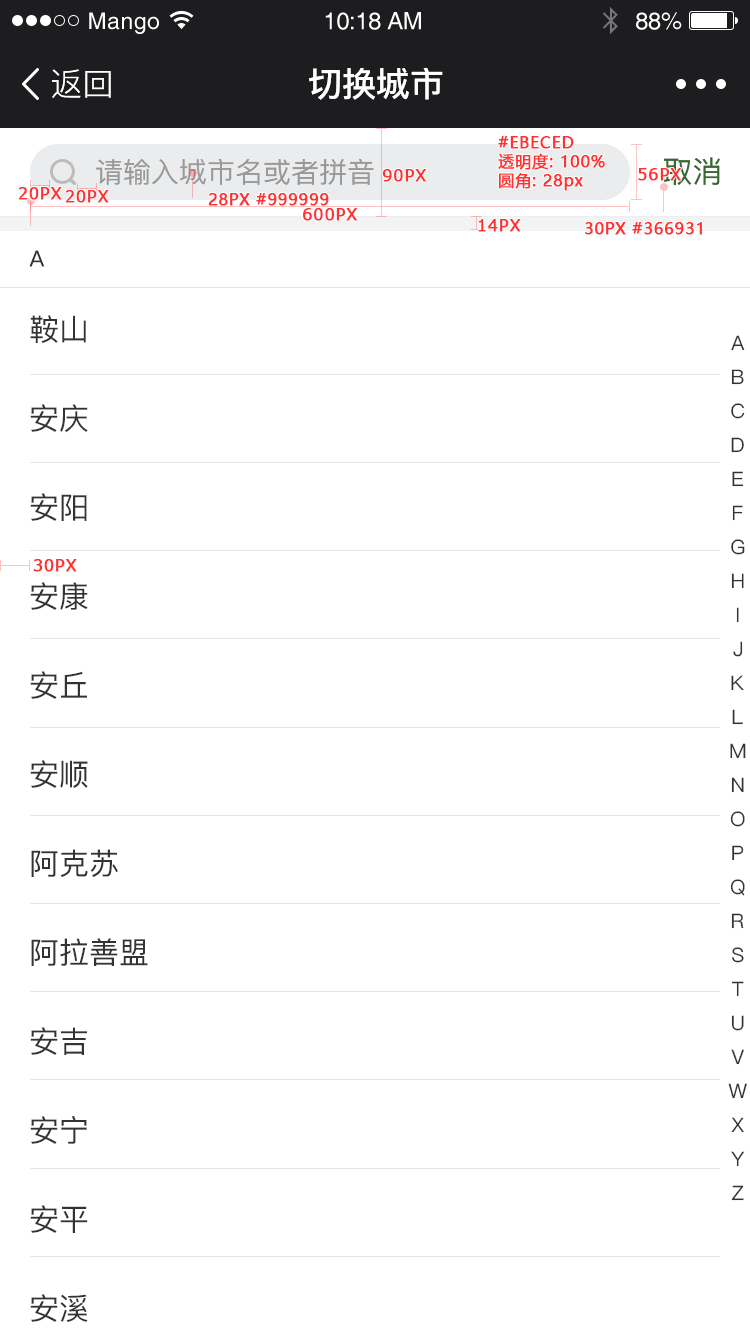 Mango 10:18 AM 88%
返回 切换城市
#EBECED
请输入城市名或者拼音 90PX 透明度: 100% 56PX 取消
圆角: 28px
20PX 20PX 28PX #999999
600PX
14PX 30PX #366931
A
鞍山
A
B
安庆
C
D
E
安阳
F
G
30PX
H
安康
I
J
安丘
K
L
M
安顺
N
O
P
阿克苏
Q
R
阿拉善盟
S
T
U
安吉
V
W
X
安宁
Y
Z
安平
安溪